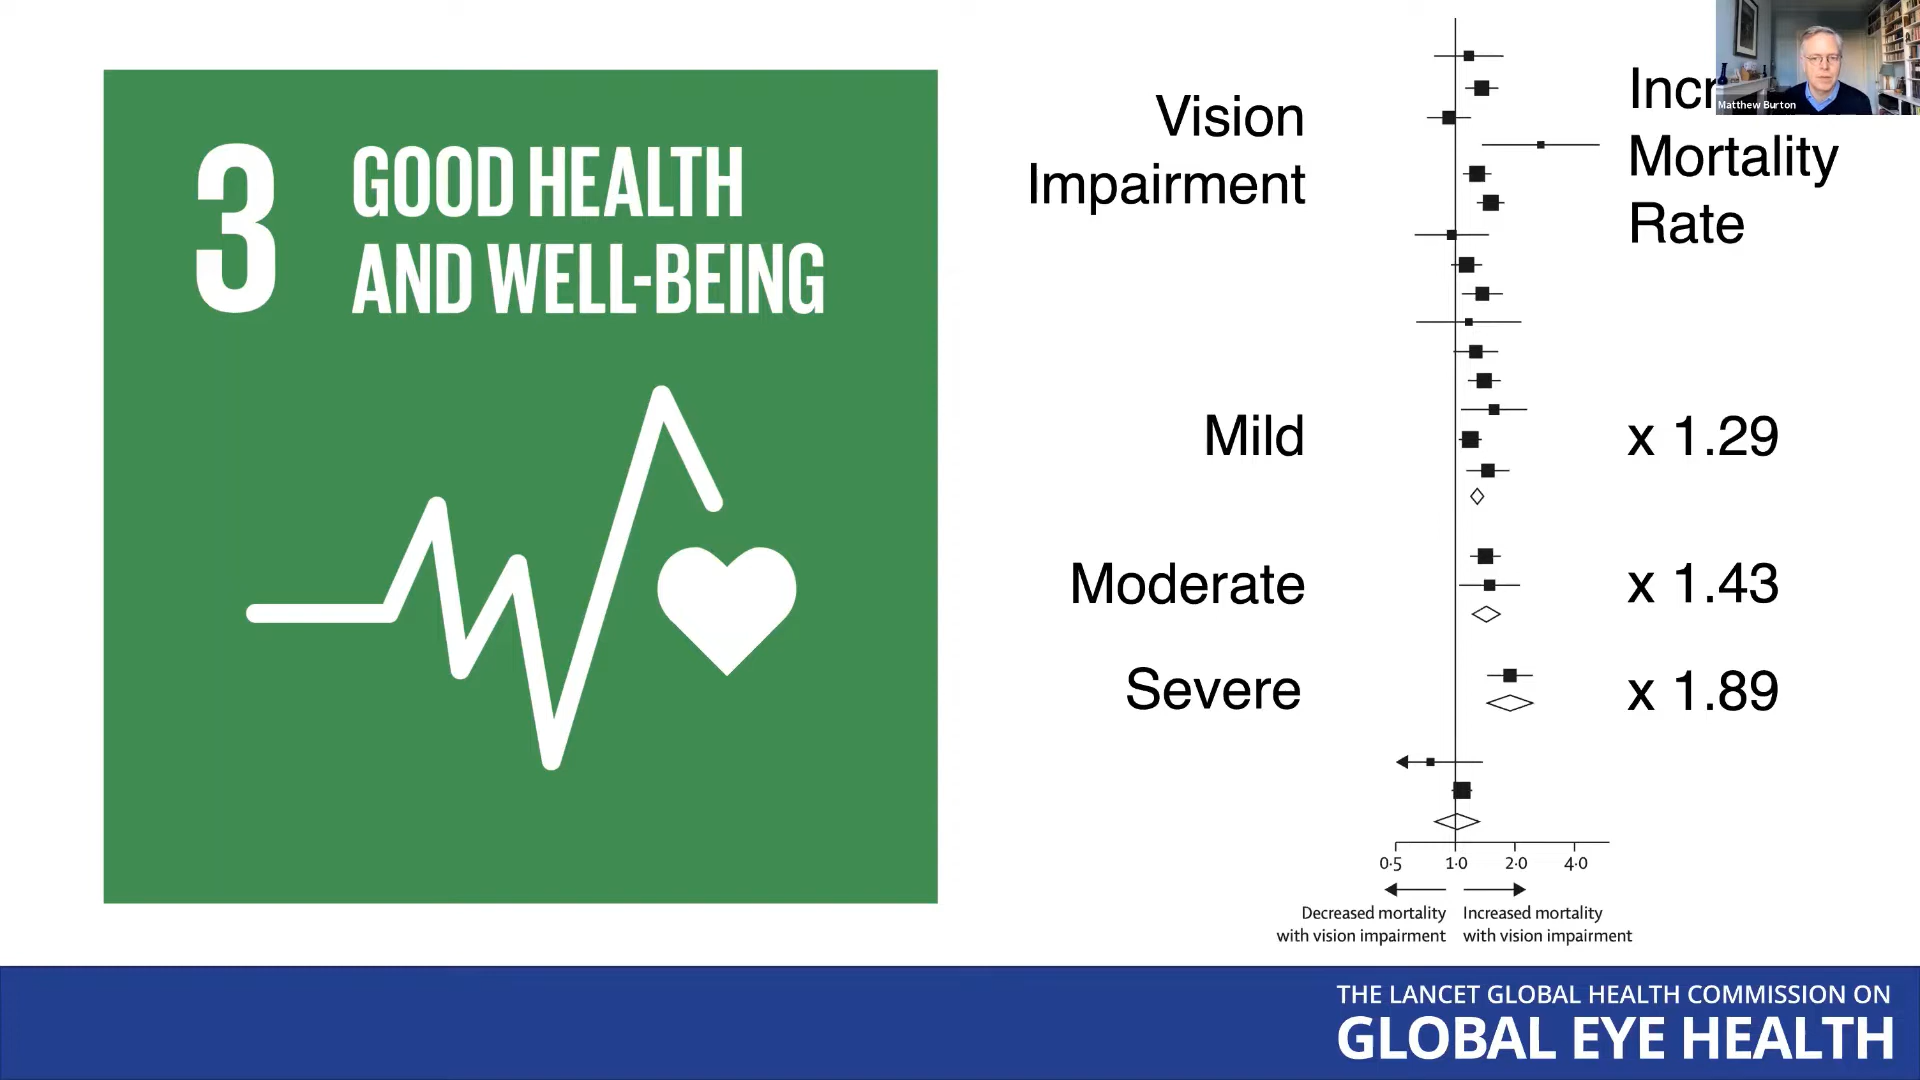 3 GOOD HEALTH
AND WELL-BEING
Vision
Impairment
Mortality
Rate
Matthew Burton
Mild
x 1.29
Moderate
x 1.43
Severe
x 1.89
0·5 1·0 2·0 4·0
Decreased mortality
with vision impairment
Increased mortality
with vision impairment
THE LANCET GLOBAL HEALTH COMMISSION ON
GLOBAL EYE HEALTH